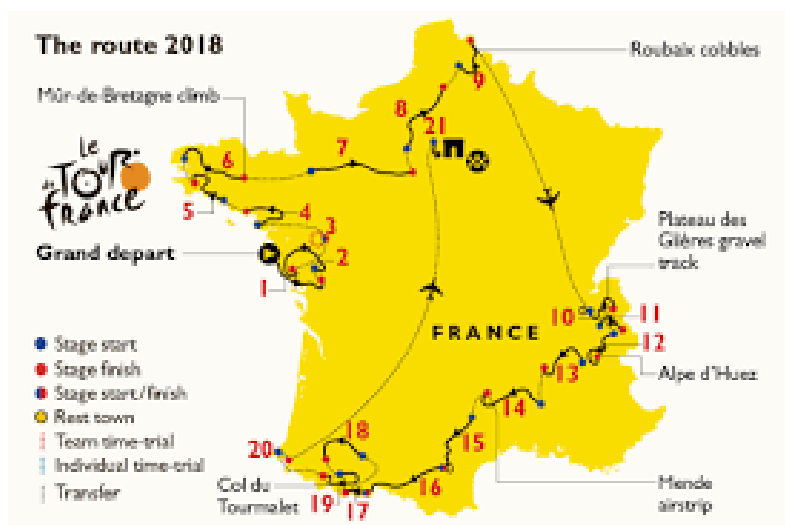 The route 2018
Roubaix cobbles
Mûr-de-Bretagne climb
9
8
21
le
TOUR
de
france
6
7
5
4
3
Grand depart
2
1
Plateau des
Glières gravel
track
10
11
FRANCE
12
Stage start
Stage finish
Stage start/finish
Rest town
Team time-trial
Individual time-trial
Transfer
13
Alpe d'Huez
14
15
18
20
16
Col du
Tourmalet
19
17
Mende
airstrip